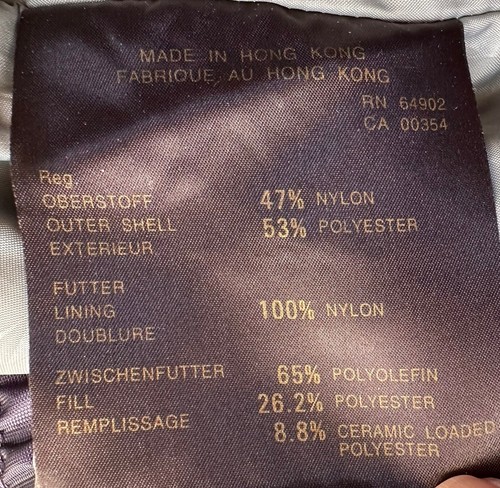 MADE IN HONG KONG
FABRIQUE AU HONG KONG
RN 64902
CA 00354
Reg.
OBERSTOFF 47% NYLON
OUTER SHELL 53% POLYESTER
EXTERIEUR
FUTTER
LINING 100% NYLON
DOUBLURE
ZWISCHENFUTTER 65% POLYOLEFIN
FILL 26.2% POLYESTER
REMPLISSAGE 8.8% CERAMIC LOADED
POLYESTER